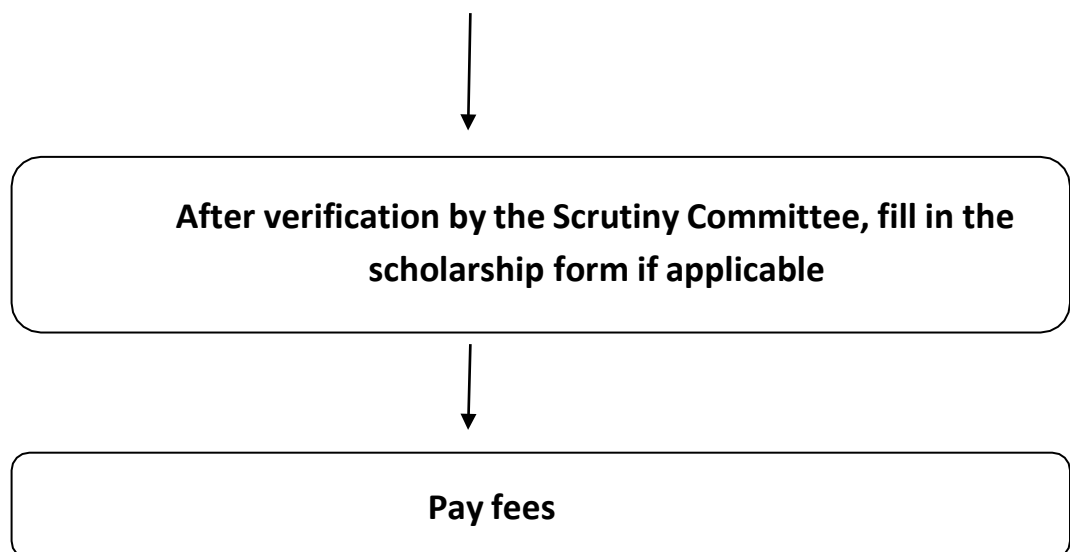 After verification by the Scrutiny Committee, fill in the
scholarship form if applicable
Pay fees